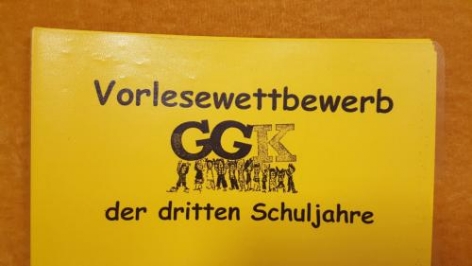 Vorlesewettbewerb
GGK
der dritten Schuljahre